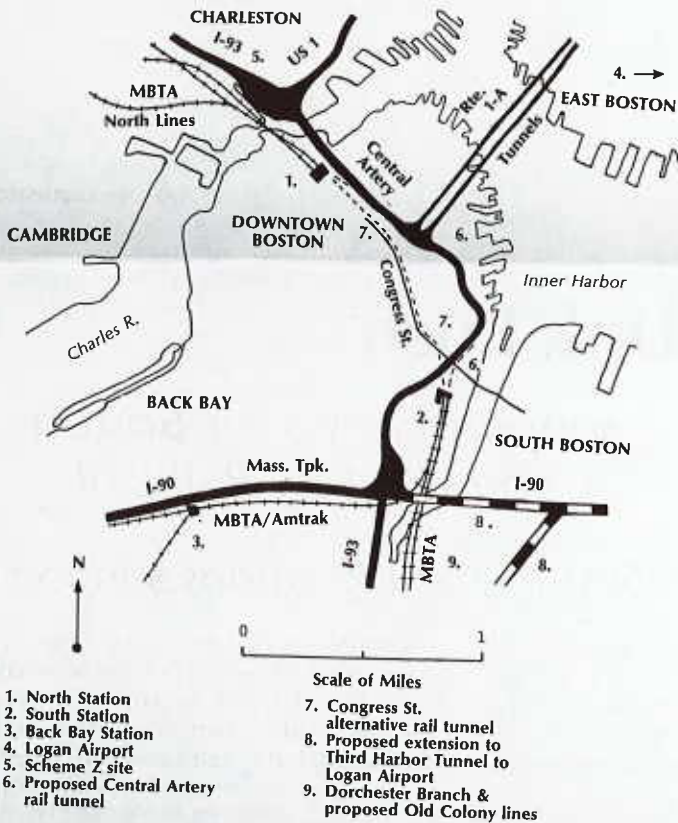 CHARLESTON
I-93
5.
US 1
4.
EAST BOSTON
MBTA
North Lines
Rte.
1-A
Tunnels
Central
Artery
1.
DOWNTOWN
BOSTON
7.
6.
CAMBRIDGE
Inner Harbor
Congress St.
Charles R.
7.
6.
BACK BAY
2.
SOUTH BOSTON
Mass. Tpk.
I-90
I-90
MBTA/Amtrak
8.
3.
I-93
9.
MBTA
8.
N
0
1
Scale of Miles
1. North Station
2. South Station
3. Back Bay Station
4. Logan Airport
5. Scheme Z site
6. Proposed Central Artery
rail tunnel
7. Congress St.
alternative rail tunnel
8. Proposed extension to
Third Harbor Tunnel to
Logan Airport
9. Dorchester Branch &
proposed Old Colony lines